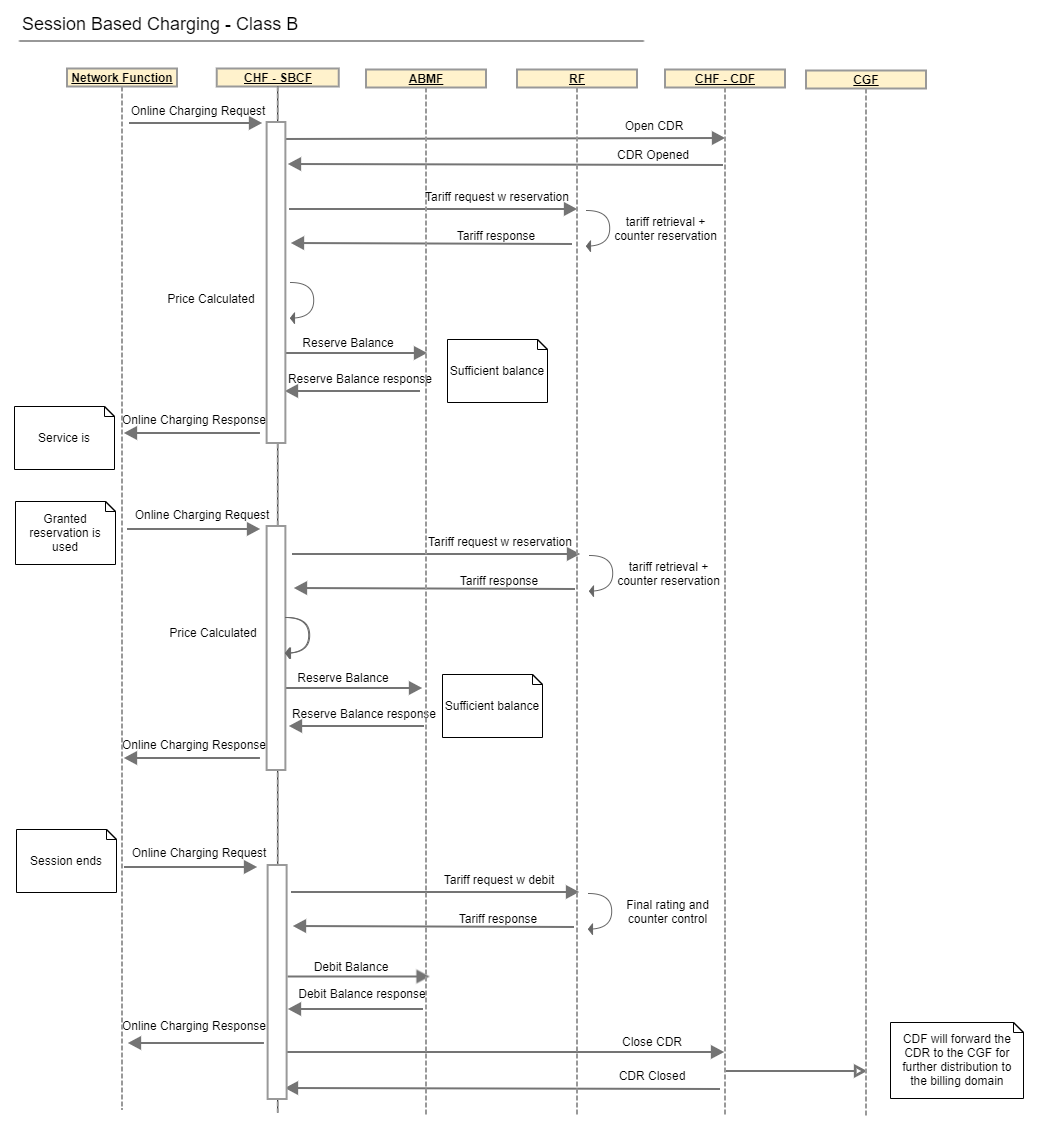 Session Based Charging - Class B
Network Function
CHF - SBCF
ABMF
RF
CHF - CDF
CGF
Online Charging Request
Open CDR
CDR Opened
Tariff request w reservation
tariff retrieval +
counter reservation
Tariff response
Price Calculated
Reserve Balance
Sufficient balance
Reserve Balance response
Online Charging Response
Service is
Granted
reservation is
used
Online Charging Request
Tariff request w reservation
tariff retrieval +
counter reservation
Tariff response
Price Calculated
Reserve Balance
Sufficient balance
Reserve Balance response
Online Charging Response
Session ends
Online Charging Request
Tariff request w debit
Final rating and
counter control
Tariff response
Debit Balance
Debit Balance response
Online Charging Response
Close CDR
CDR Closed
CDF will forward the
CDR to the CGF for
further distribution to
the billing domain